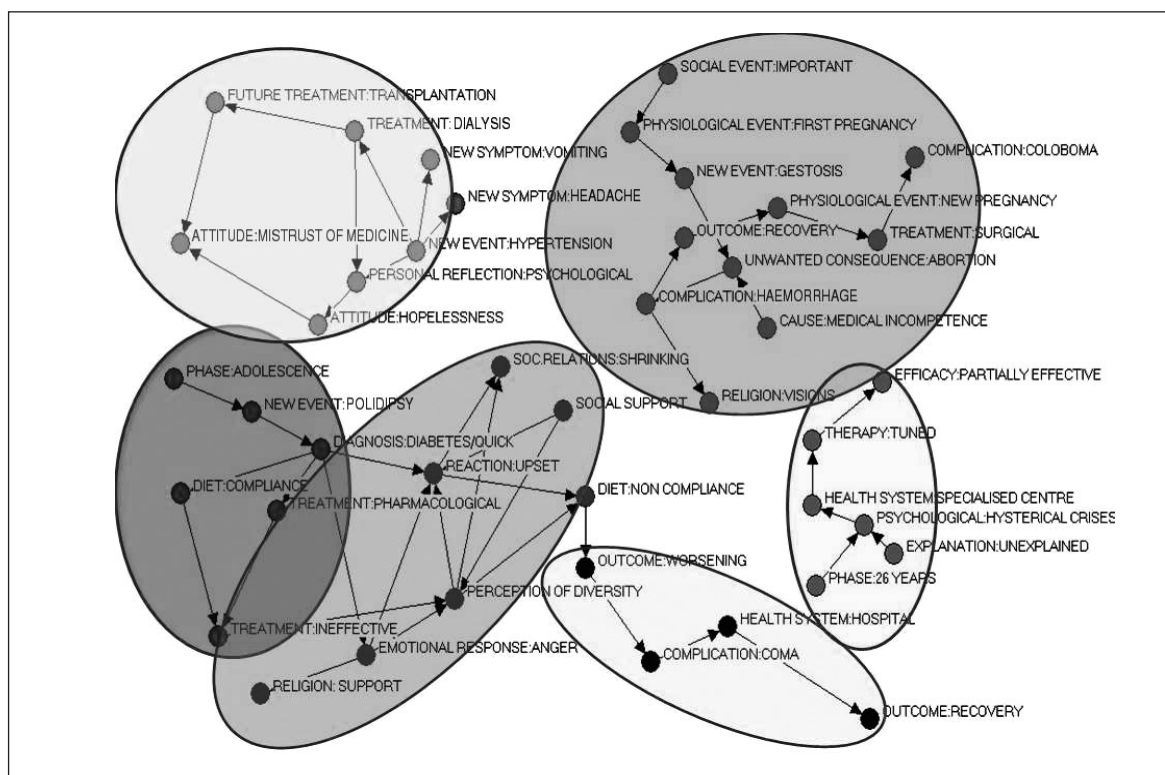 FUTURE TREATMENT:TRANSPLANTATION
TREATMENT: DIALYSIS
NEW SYMPTOM:VOMITING
NEW SYMPTOM:HEADACHE
ATTITUDE:MISTRUST OF MEDICINE
NEW EVENT:HYPERTENSION
PERSONAL REFLECTION:PSYCHOLOGICAL
ATTITUDE:HOPELESSNESS
SOCIAL EVENT:IMPORTANT
PHYSIOLOGICAL EVENT:FIRST PREGNANCY
COMPLICATION:COLOBOMA
NEW EVENT:GESTOSIS
PHYSIOLOGICAL EVENT:NEW PREGNANCY
OUTCOME:RECOVERY
TREATMENT:SURGICAL
UNWANTED CONSEQUENCE:ABORTION
COMPLICATION:HAEMORRHAGE
CAUSE:MEDICAL INCOMPETENCE
RELIGION:VISIONS
PHASE:ADOLESCENCE
NEW EVENT:POLIDIPSY
DIAGNOSIS:DIABETES/QUICK
DIET:COMPLIANCE
TREATMENT:PHARMACOLOGICAL
TREATMENT:INEFFECTIVE
SOC.RELATIONS:SHRINKING
SOCIAL SUPPORT
REACTION:UPSET
DIET:NON COMPLIANCE
PERCEPTION OF DIVERSITY
EMOTIONAL RESPONSE:ANGER
RELIGION: SUPPORT
EFFICACY:PARTIALLY EFFECTIVE
THERAPY:TUNED
HEALTH SYSTEM:SPECIALISED CENTRE
PSYCHOLOGICAL:HYSTERICAL CRISES
EXPLANATION:UNEXPLAINED
PHASE:26 YEARS
OUTCOME:WORSENING
HEALTH SYSTEM:HOSPITAL
COMPLICATION:COMA
OUTCOME:RECOVERY